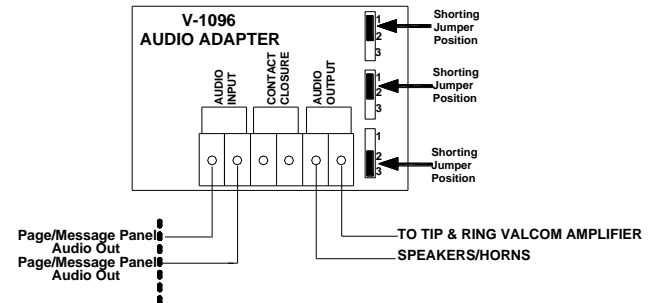 V-1096
AUDIO ADAPTER
AUDIO
INPUT
CONTACT
CLOSURE
AUDIO
OUTPUT
1
2
3
Shorting
Jumper
Position
1
2
3
Shorting
Jumper
Position
1
2
3
Shorting
Jumper
Position
Page/Message Panel
Audio Out
Page/Message Panel
Audio Out
TO TIP & RING VALCOM AMPLIFIER
SPEAKERS/HORNS